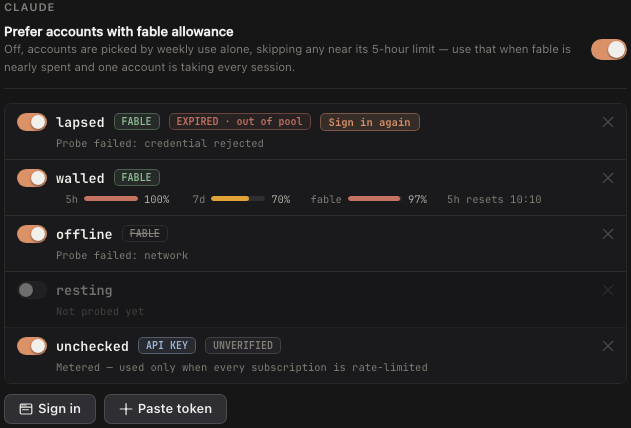 CLAUDE
Prefer accounts with fable allowance
Off, accounts are picked by weekly use alone, skipping any near its 5-hour limit — use that when fable is
nearly spent and one account is taking every session.
lapsed FABLE EXPIRED · out of pool Sign in again
Probe failed: credential rejected
walled FABLE
5h 100% 7d 70% fable 97% 5h resets 10:10
offline FABLE
Probe failed: network
resting
Not probed yet
unchecked API KEY UNVERIFIED
Metered — used only when every subscription is rate-limited
Sign in Paste token